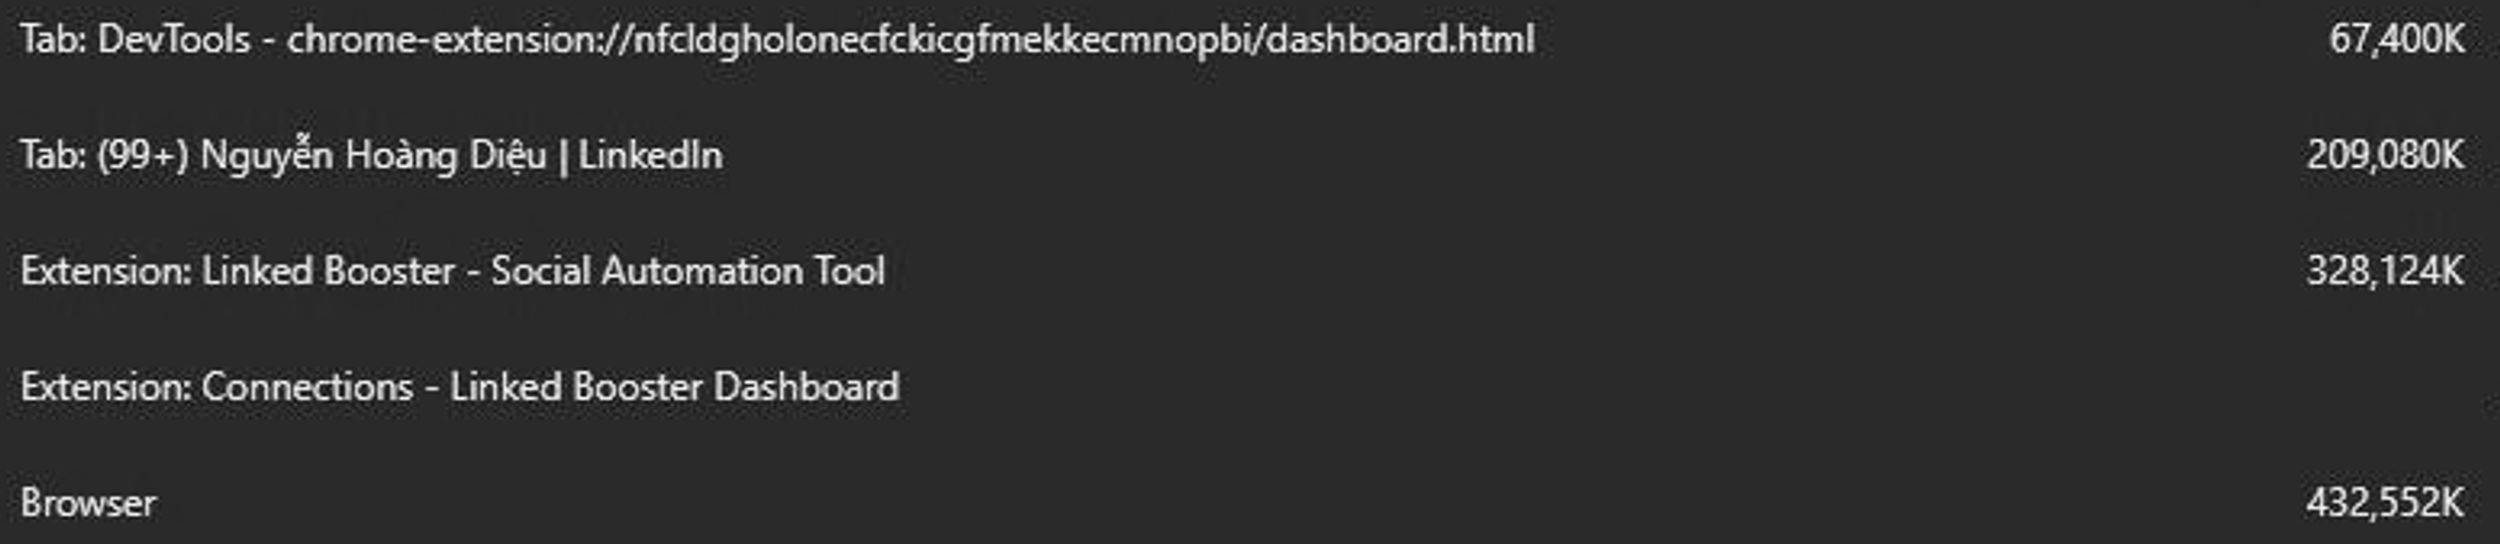 Tab: DevTools - chrome-extension://nfcldgholonecfckicgfmekkecmnopbi/dashboard.html 67,400K
Tab: (99+) Nguyễn Hoàng Diệu | LinkedIn 209,080K
Extension: Linked Booster - Social Automation Tool 328,124K
Extension: Connections - Linked Booster Dashboard
Browser 432,552K